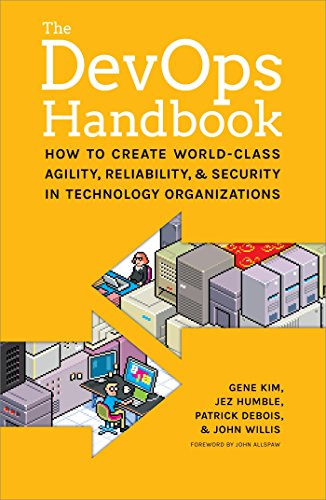 The
DevOps
Handbook
HOW TO CREATE WORLD-CLASS
AGILITY, RELIABILITY, & SECURITY
IN TECHNOLOGY ORGANIZATIONS
GENE KIM,
JEZ HUMBLE,
PATRICK DEBOIS,
& JOHN WILLIS
FOREWORD BY JOHN ALLSPAW